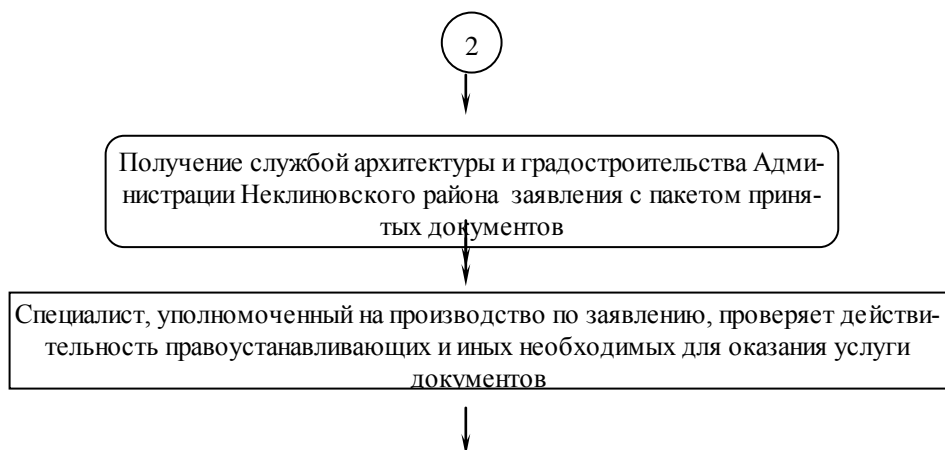 2
Получение службой архитектуры и градостроительства Адми-
нистрации Неклиновского района заявления с пакетом приня-
тых документов
Специалист, уполномоченный на производство по заявлению, проверяет действи-
тельность правоустанавливающих и иных необходимых для оказания услуги
документов